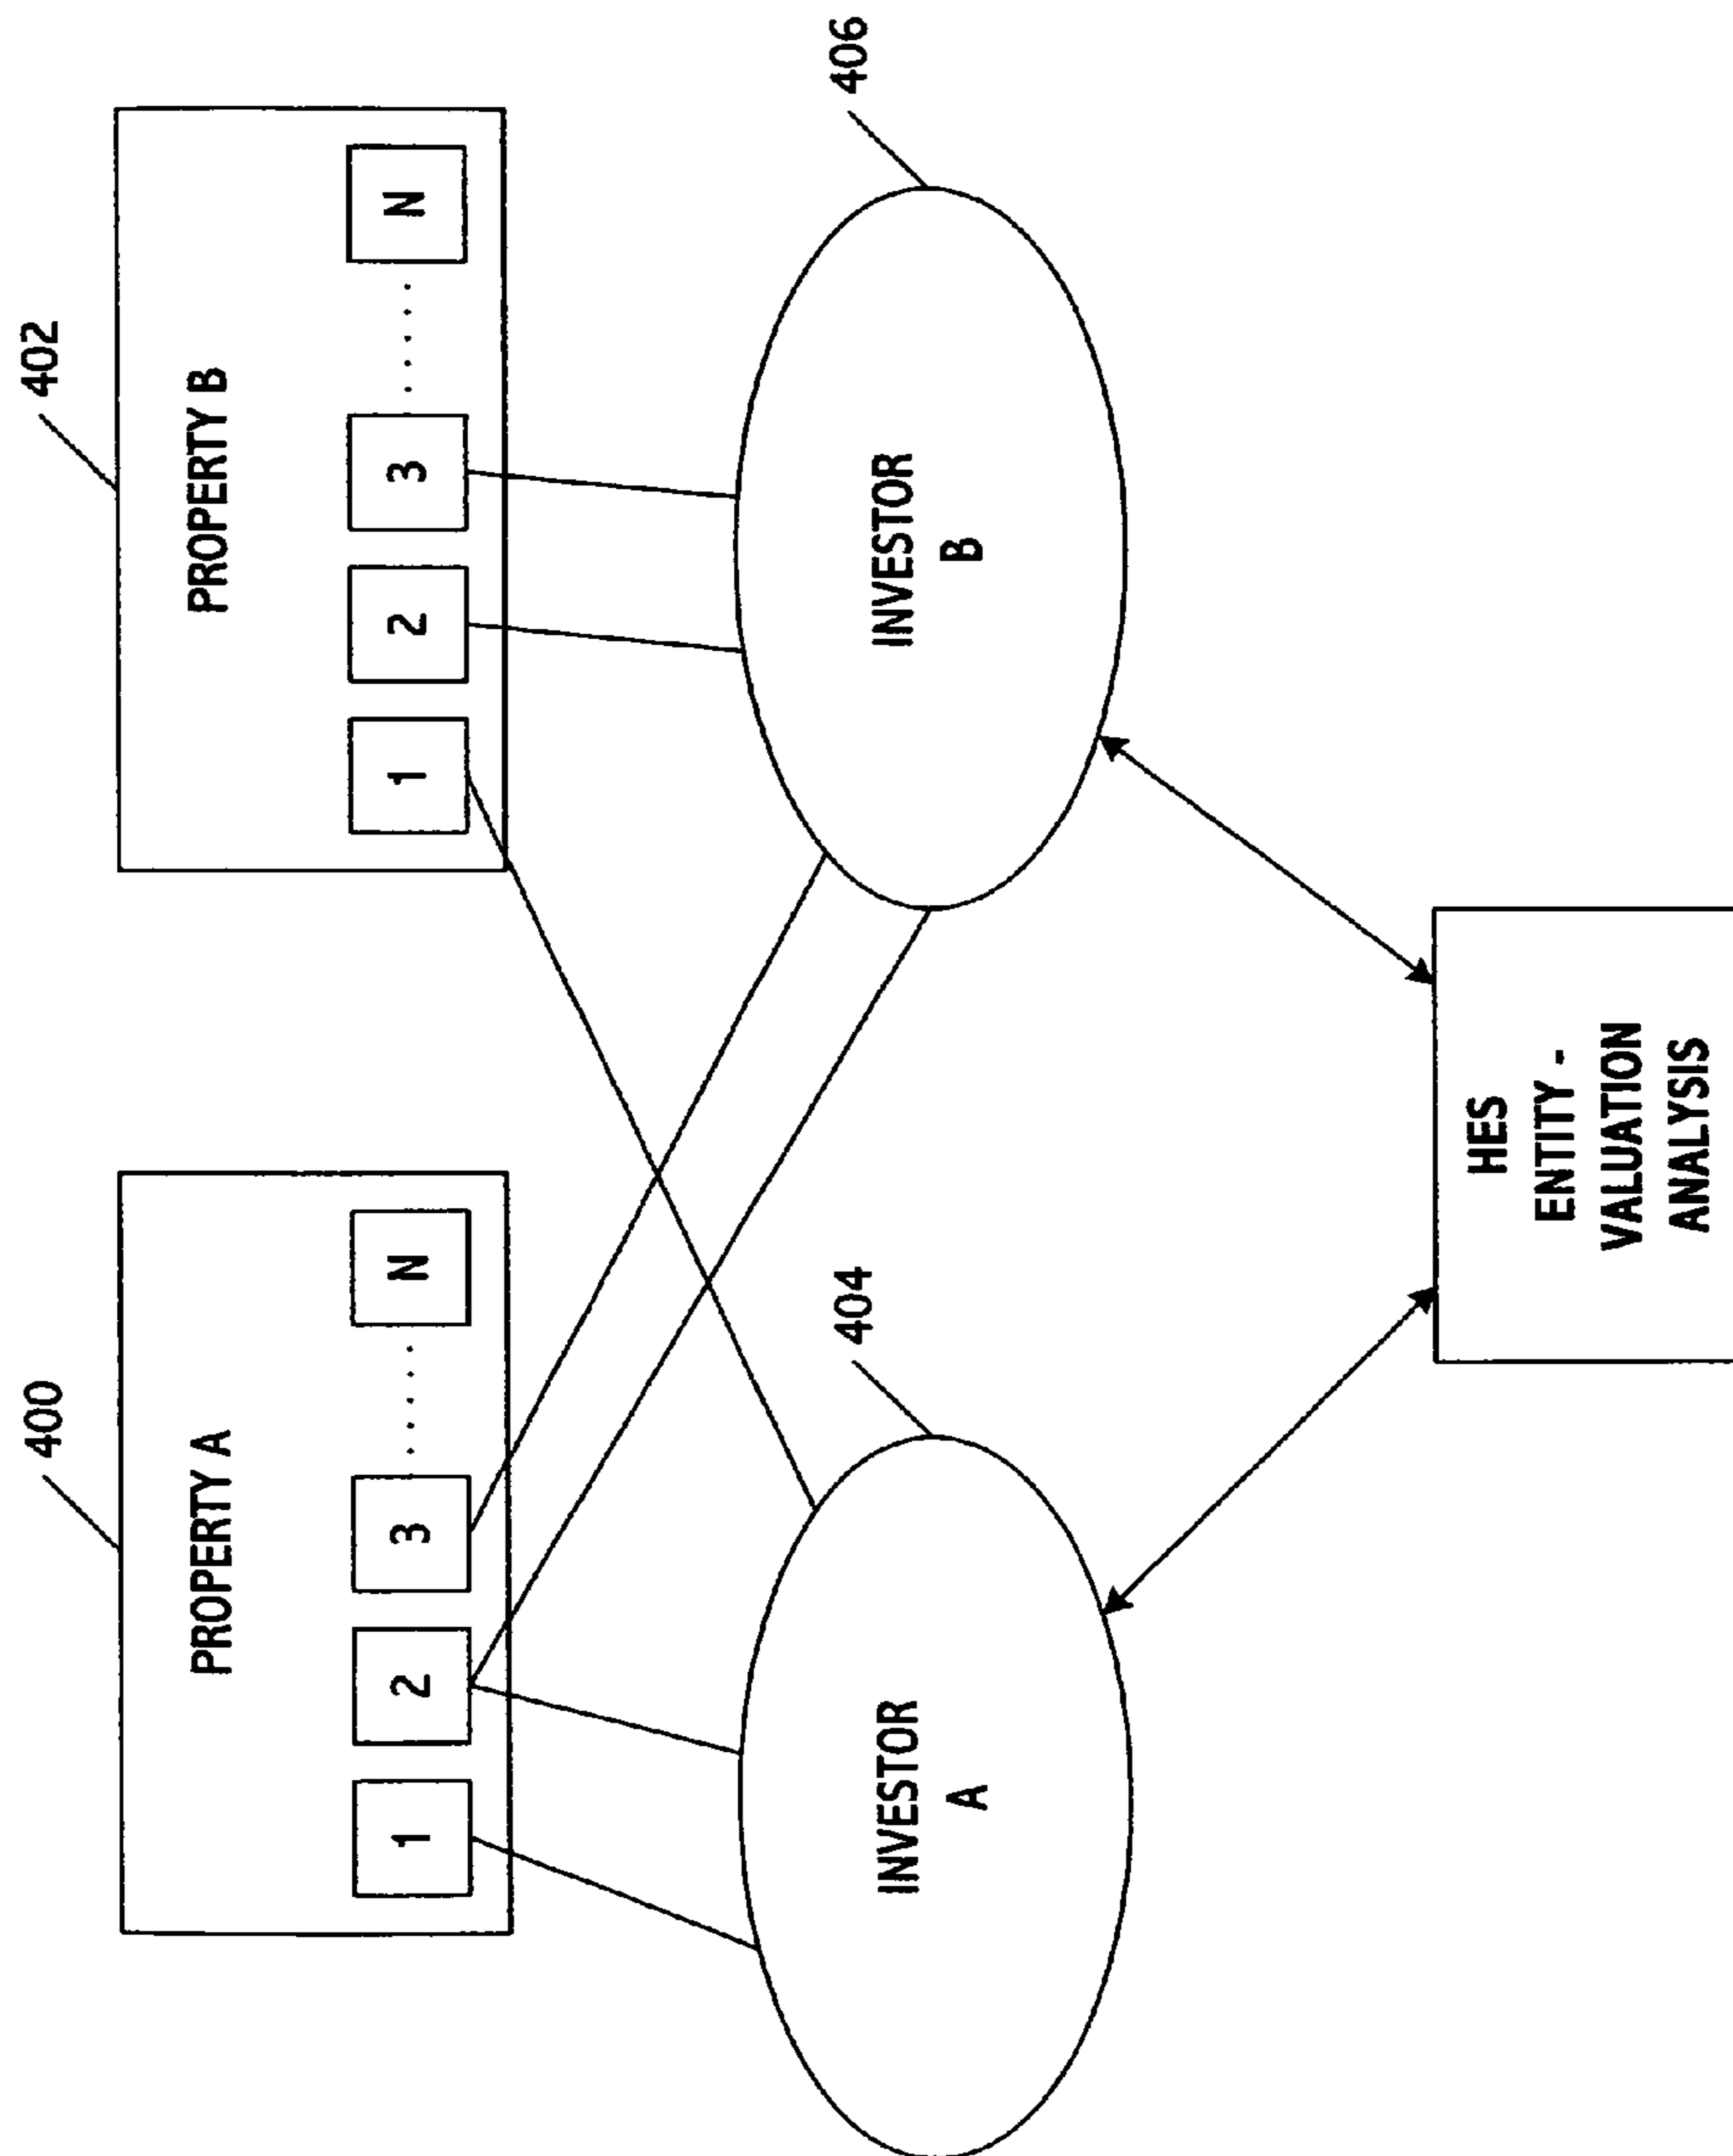 400
402
PROPERTY A
PROPERTY B
1
2
3
.....
N
1
2
3
.....
N
404
406
INVESTOR
A
INVESTOR
B
HES
ENTITY -
VALUATION
ANALYSIS